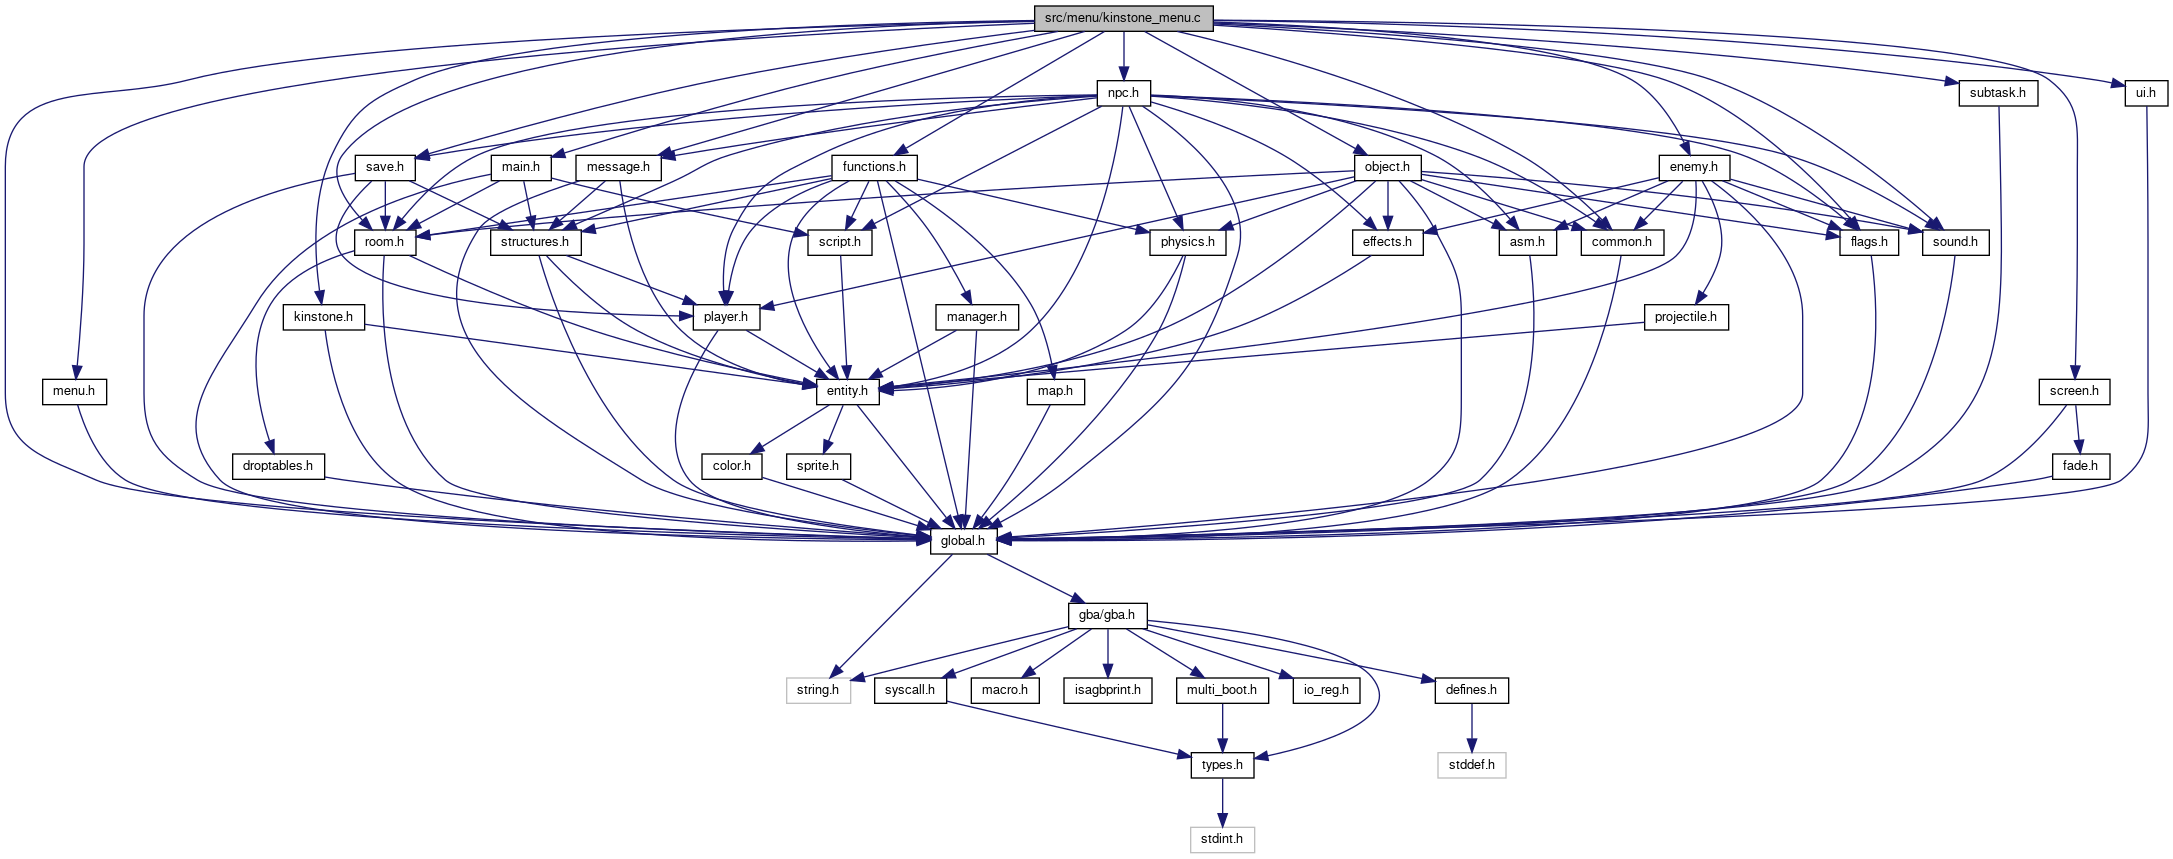 src/menu/kinstone_menu.c
npc.h
subtask.h
ui.h
save.h
main.h
message.h
functions.h
object.h
enemy.h
room.h
structures.h
script.h
physics.h
effects.h
asm.h
common.h
flags.h
sound.h
kinstone.h
player.h
manager.h
projectile.h
menu.h
entity.h
map.h
screen.h
droptables.h
color.h
sprite.h
fade.h
global.h
gba/gba.h
string.h
syscall.h
macro.h
isagbprint.h
multi_boot.h
io_reg.h
defines.h
types.h
stddef.h
stdint.h